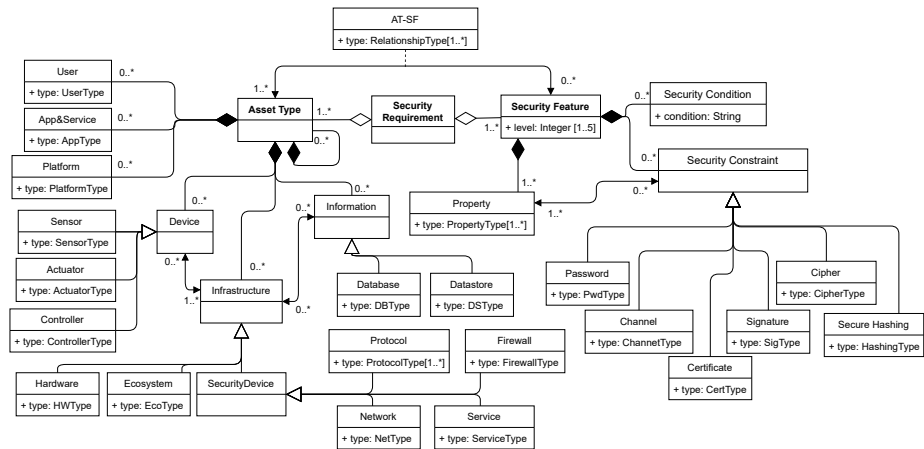 AT-SF
+ type: RelationshipType[1..*]
User
+ type: UserType
0..*
1..*
0..*
Asset Type
1..*
0..*
Security
Requirement
1..*
Security Feature
+ level: Integer [1..5]
0..*
Security Condition
+ condition: String
App&Service
+ type: AppType
0..*
Platform
+ type: PlatformType
0..*
0..*
Security Constraint
0..*
1..*
1..*
Property
+ type: PropertyType[1..*]
0..*
0..*
Information
0..*
Sensor
+ type: SensorType
Device
0..*
Actuator
+ type: ActuatorType
Controller
+ type: ControllerType
1..*
0..*
0..*
Infrastructure
Database
+ type: DBType
Datastore
+ type: DSType
Password
+ type: PwdType
Cipher
+ type: CipherType
Channel
+ type: ChannetType
Signature
+ type: SigType
Secure Hashing
+ type: HashingType
Certificate
+ type: CertType
Hardware
+ type: HWType
Ecosystem
+ type: EcoType
SecurityDevice
Protocol
+ type: ProtocolType[1..*]
Firewall
+ type: FirewallType
Network
+ type: NetType
Service
+ type: ServiceType